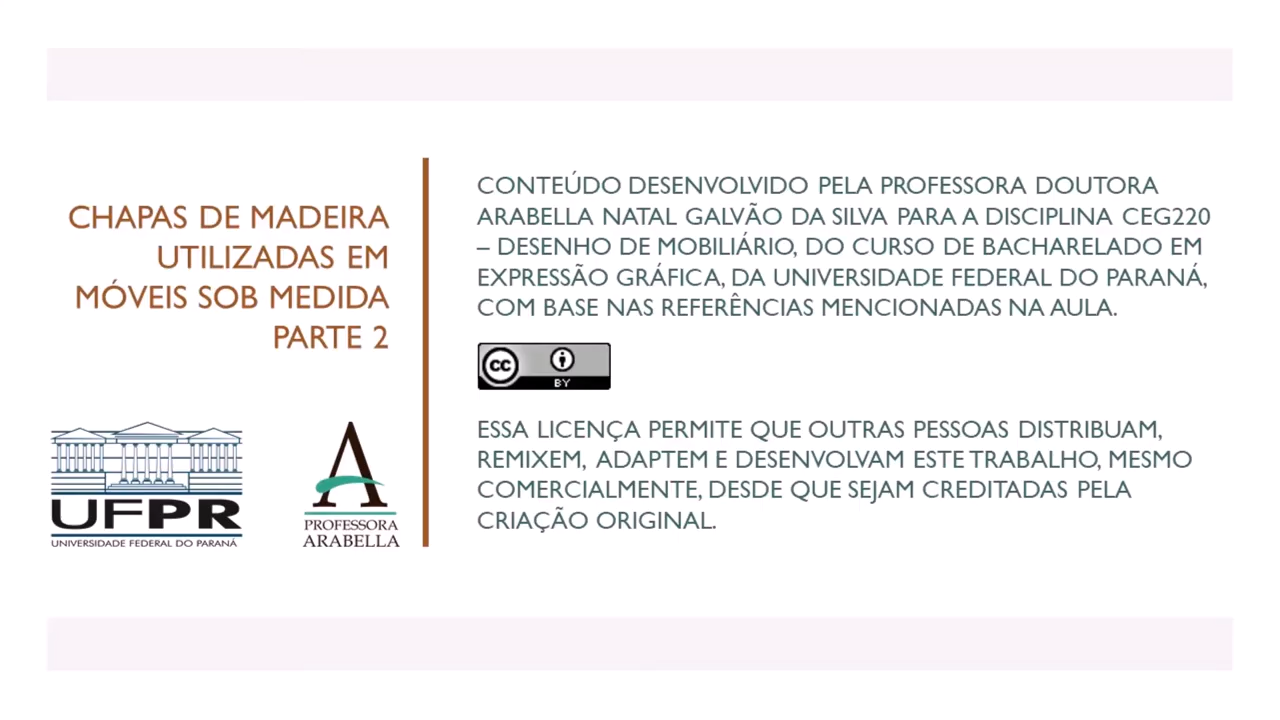 CHAPAS DE MADEIRA
UTILIZADAS EM
MÓVEIS SOB MEDIDA
PARTE 2
UFPR
UNIVERSIDADE FEDERAL DO PARANÁ
A
PROFESSORA
ARABELLA
CONTEÚDO DESENVOLVIDO PELA PROFESSORA DOUTORA
ARABELLA NATAL GALVÃO DA SILVA PARA A DISCIPLINA CEG220
– DESENHO DE MOBILIÁRIO, DO CURSO DE BACHARELADO EM
EXPRESSÃO GRÁFICA, DA UNIVERSIDADE FEDERAL DO PARANÁ,
COM BASE NAS REFERÊNCIAS MENCIONADAS NA AULA.
cc
BY
ESSA LICENÇA PERMITE QUE OUTRAS PESSOAS DISTRIBUAM,
REMIXEM, ADAPTEM E DESENVOLVAM ESTE TRABALHO, MESMO
COMERCIALMENTE, DESDE QUE SEJAM CREDITADAS PELA
CRIAÇÃO ORIGINAL.